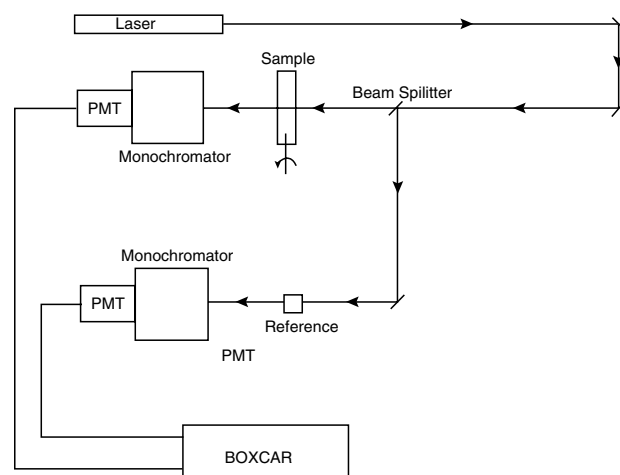 Laser
Sample
Beam Spilitter
PMT
Monochromator
Monochromator
PMT
Reference
PMT
BOXCAR